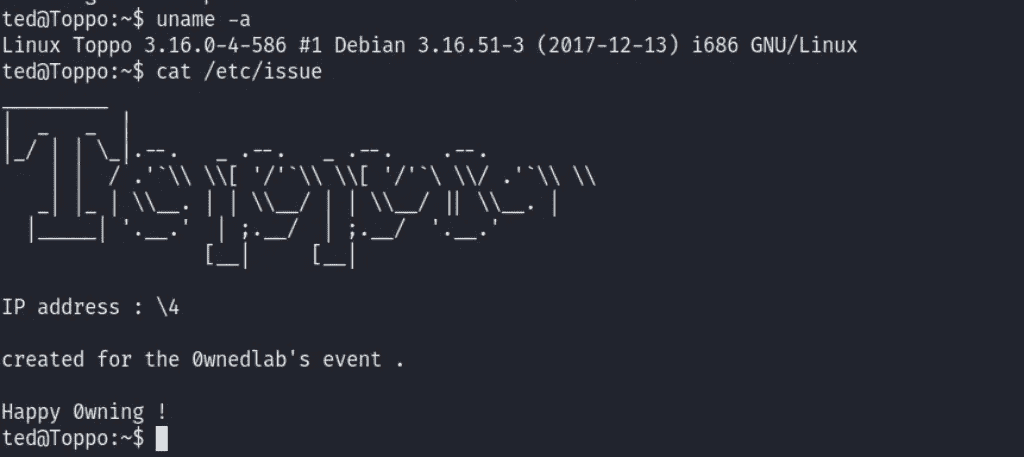 ted@Toppo:~$ uname -a
Linux Toppo 3.16.0-4-586 #1 Debian 3.16.51-3 (2017-12-13) i686 GNU/Linux
ted@Toppo:~$ cat /etc/issue
Toppo
IP address : \4
created for the 0wnedlab's event .
Happy 0wning !
ted@Toppo:~$